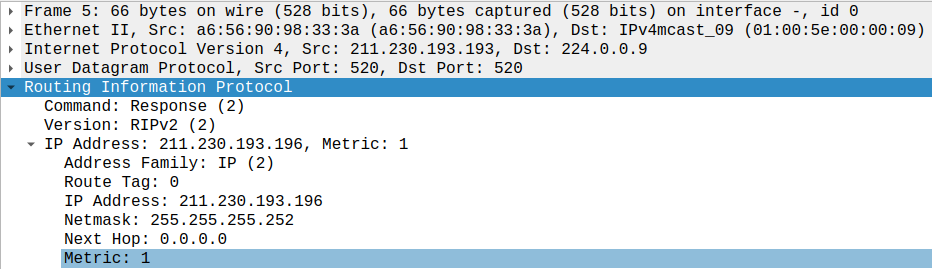 Frame 5: 66 bytes on wire (528 bits), 66 bytes captured (528 bits) on interface -, id 0
Ethernet II, Src: a6:56:90:98:33:3a (a6:56:90:98:33:3a), Dst: IPv4mcast_09 (01:00:5e:00:00:09)
Internet Protocol Version 4, Src: 211.230.193.193, Dst: 224.0.0.9
User Datagram Protocol, Src Port: 520, Dst Port: 520
Routing Information Protocol
Command: Response (2)
Version: RIPv2 (2)
IP Address: 211.230.193.196, Metric: 1
Address Family: IP (2)
Route Tag: 0
IP Address: 211.230.193.196
Netmask: 255.255.255.252
Next Hop: 0.0.0.0
Metric: 1